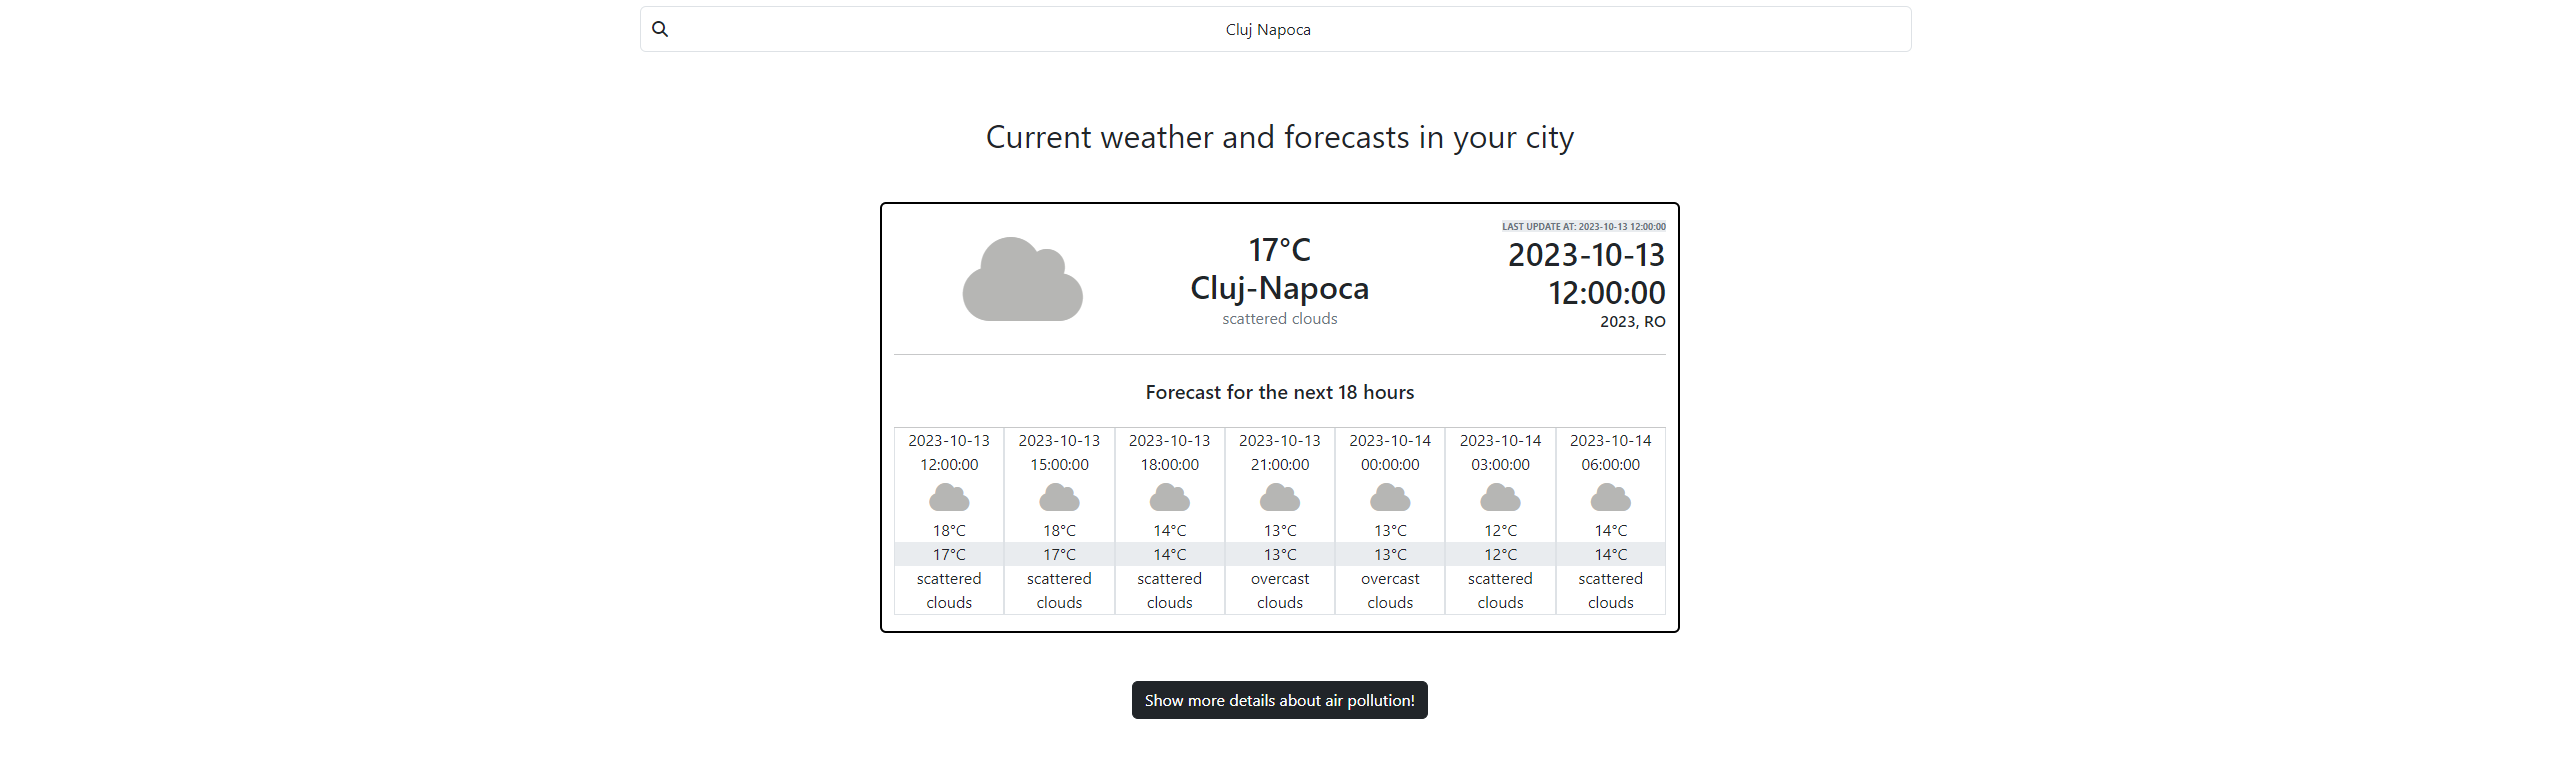 Cluj Napoca
Current weather and forecasts in your city
17°C
Cluj-Napoca
scattered clouds
LAST UPDATE AT: 2023-10-13 12:00:00
2023-10-13
12:00:00
2023, RO
Forecast for the next 18 hours
2023-10-13
12:00:00
18°C
17°C
scattered
clouds
2023-10-13
15:00:00
18°C
17°C
scattered
clouds
2023-10-13
18:00:00
14°C
14°C
scattered
clouds
2023-10-13
21:00:00
13°C
13°C
overcast
clouds
2023-10-14
00:00:00
13°C
13°C
overcast
clouds
2023-10-14
03:00:00
12°C
12°C
scattered
clouds
2023-10-14
06:00:00
14°C
14°C
scattered
clouds
Show more details about air pollution!